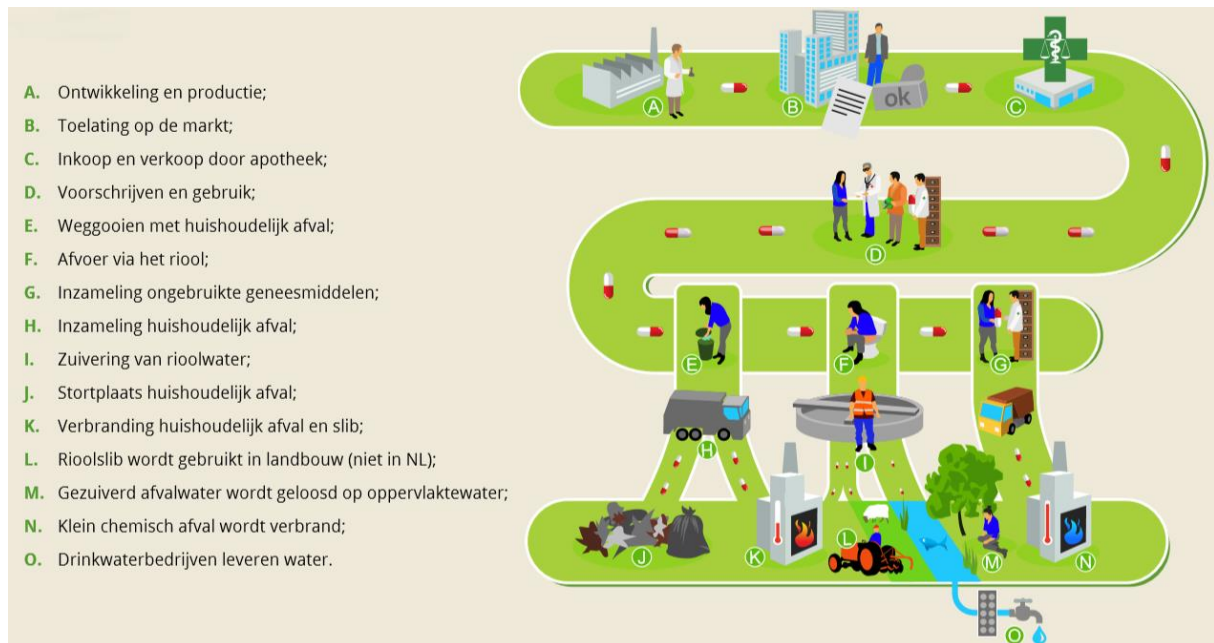 A. Ontwikkeling en productie;
B. Toelating op de markt;
C. Inkoop en verkoop door apotheek;
D. Voorschrijven en gebruik;
E. Weggooien met huishoudelijk afval;
F. Afvoer via het riool;
G. Inzameling ongebruikte geneesmiddelen;
H. Inzameling huishoudelijk afval;
I. Zuivering van rioolwater;
J. Stortplaats huishoudelijk afval;
K. Verbranding huishoudelijk afval en slib;
L. Rioolslib wordt gebruikt in landbouw (niet in NL);
M. Gezuiverd afvalwater wordt geloosd op oppervlaktewater;
N. Klein chemisch afval wordt verbrand;
O. Drinkwaterbedrijven leveren water.
A
B
ok
C
D
E
F
G
H
I
J
K
L
M
N
O